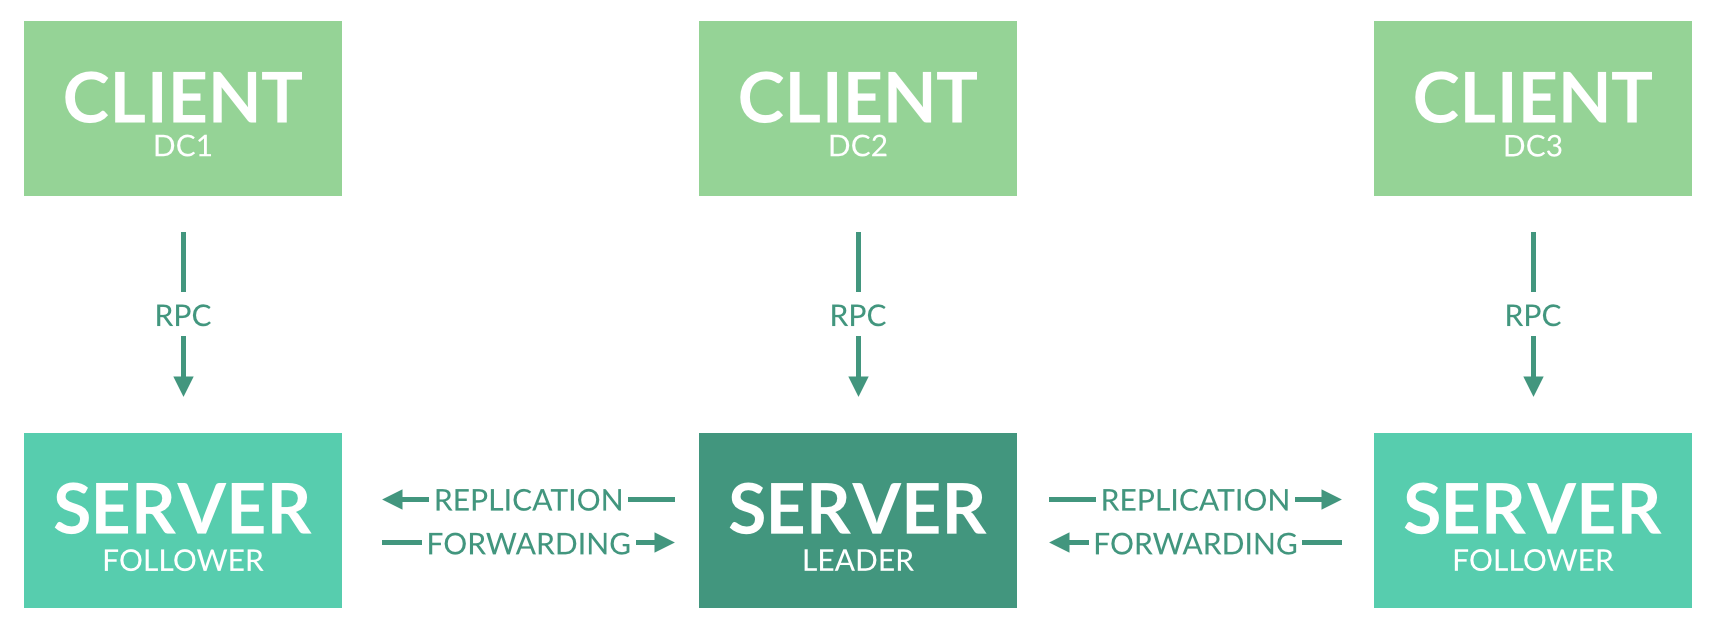 CLIENT
DC1
CLIENT
DC2
CLIENT
DC3
RPC
RPC
RPC
SERVER
FOLLOWER
REPLICATION
FORWARDING
SERVER
LEADER
REPLICATION
FORWARDING
SERVER
FOLLOWER